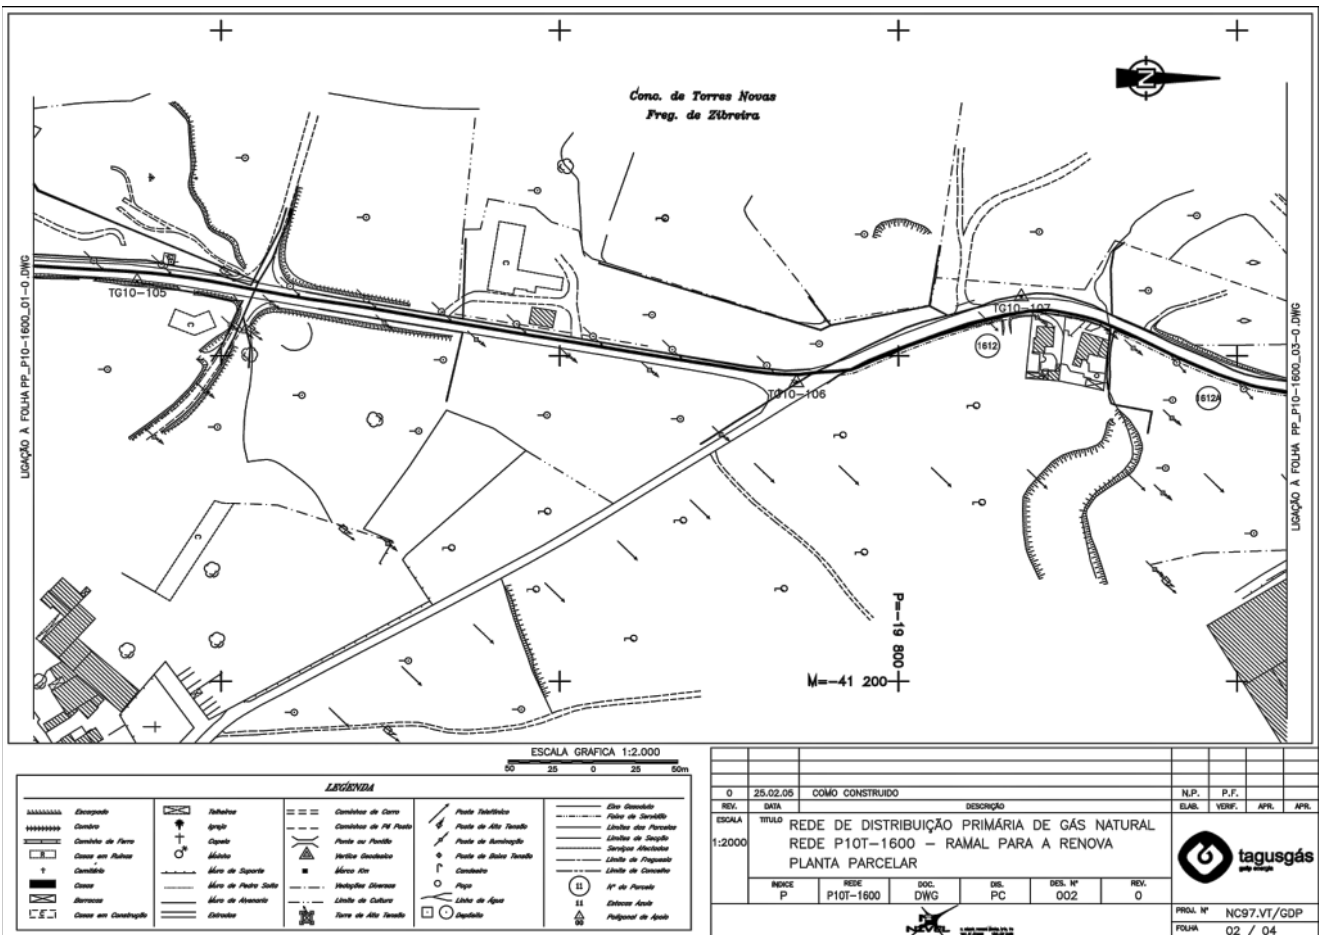 Conc. de Torres Novas
Freg. de Zibreira
N
LIGAÇÃO À FOLHA PP_P10-1600_01-0.DWG
LIGAÇÃO À FOLHA PP_P10-1600_03-0.DWG
TG10-105
TG10-107
TG10-106
1612
1612A
C
C
C
P=-19 800
M=-41 200
ESCALA GRAFICA 1:2.000
50 25 0 25 50m
LEGENDA
Escarpado
Combro
Caminho de Ferro
Casas em Ruínas
Cemitério
Casas
Barrocas
Casas em Construção
Telheiros
Igreja
Capela
Moinho
Muro de Suporte
Muro de Pedra Solta
Muro de Alvenaria
Estradas
Caminhos de Carro
Caminhos de Pé Posto
Ponte ou Pontão
Vertice Geodesico
Marco Km
Vedações Diversas
Limite de Cultura
Torre de Alta Tensão
Poste Telefónico
Poste de Alta Tensão
Poste de Iluminação
Poste de Baixa Tensão
Candeeiro
Poço
Linha de Água
Depósito
Eixo Gasoduto
Faixa de Servidão
Limites das Parcelas
Limites de Secção
Serviços Afectados
Limite de Freguesia
Limite de Concelho
11 Nº da Parcela
11 Estacas Azuis
Poligonal de Apoio
0 25.02.05 COMO CONSTRUIDO N.P. P.F.
REV. DATA DESCRIÇÃO ELAB. VERIF. APR. APR.
ESCALA
1:2000
TITULO
REDE DE DISTRIBUIÇÃO PRIMÁRIA DE GÁS NATURAL
REDE P10T-1600 - RAMAL PARA A RENOVA
PLANTA PARCELAR
tagusgás
galp energia
INDICE REDE DOC. DIS. DES. Nº REV.
P P10T-1600 DWG PC 002 0
NIVEL
PROJ. Nº NC97.VT/GDP
FOLHA 02 / 04